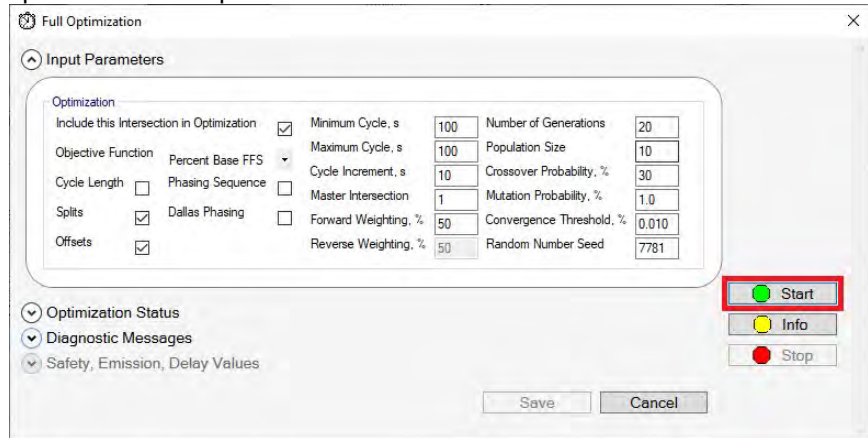 Full Optimization
Input Parameters
Optimization
Include this Intersection in Optimization
Objective Function Percent Base FFS
Cycle Length Phasing Sequence
Splits Dallas Phasing
Offsets
Minimum Cycle, s 100
Maximum Cycle, s 100
Cycle Increment, s 10
Master Intersection 1
Forward Weighting, % 50
Reverse Weighting, % 50
Number of Generations 20
Population Size 10
Crossover Probability, % 30
Mutation Probability, % 1.0
Convergence Threshold, % 0.010
Random Number Seed 7781
Start
Info
Stop
Optimization Status
Diagnostic Messages
Safety, Emission, Delay Values
Save Cancel